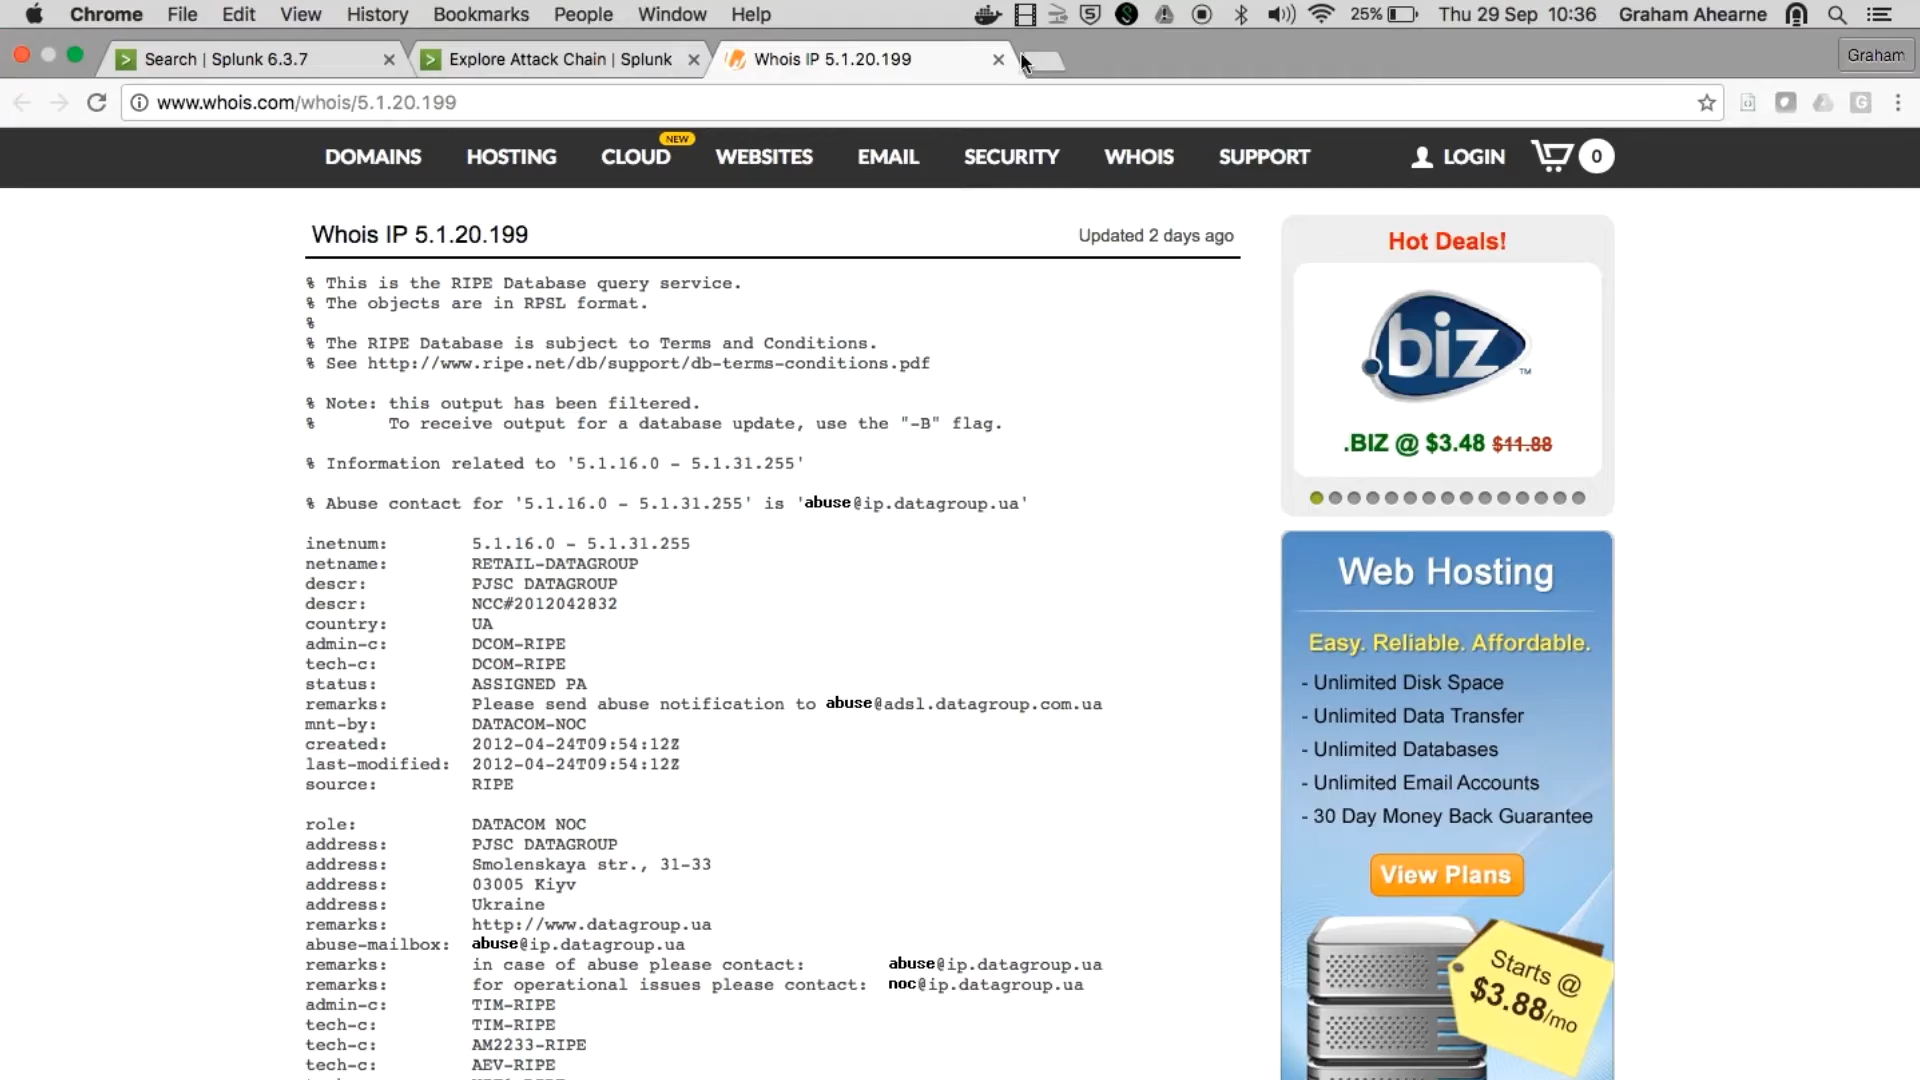 Chrome File Edit View History Bookmarks People Window Help 25% Thu 29 Sep 10:36 Graham Ahearne
Search | Splunk 6.3.7 Explore Attack Chain | Splunk Whois IP 5.1.20.199 Graham
www.whois.com/whois/5.1.20.199
NEW
DOMAINS HOSTING CLOUD WEBSITES EMAIL SECURITY WHOIS SUPPORT LOGIN 0
Whois IP 5.1.20.199 Updated 2 days ago
% This is the RIPE Database query service.
% The objects are in RPSL format.
%
% The RIPE Database is subject to Terms and Conditions.
% See http://www.ripe.net/db/support/db-terms-conditions.pdf
% Note: this output has been filtered.
% To receive output for a database update, use the "-B" flag.
% Information related to '5.1.16.0 - 5.1.31.255'
% Abuse contact for '5.1.16.0 - 5.1.31.255' is 'abuse@ip.datagroup.ua'
inetnum: 5.1.16.0 - 5.1.31.255
netname: RETAIL-DATAGROUP
descr: PJSC DATAGROUP
descr: NCC#2012042832
country: UA
admin-c: DCOM-RIPE
tech-c: DCOM-RIPE
status: ASSIGNED PA
remarks: Please send abuse notification to abuse@adsl.datagroup.com.ua
mnt-by: DATACOM-NOC
created: 2012-04-24T09:54:12Z
last-modified: 2012-04-24T09:54:12Z
source: RIPE
role: DATACOM NOC
address: PJSC DATAGROUP
address: Smolenskaya str., 31-33
address: 03005 Kiyv
address: Ukraine
remarks: http://www.datagroup.ua
abuse-mailbox: abuse@ip.datagroup.ua
remarks: in case of abuse please contact: abuse@ip.datagroup.ua
remarks: for operational issues please contact: noc@ip.datagroup.ua
admin-c: TIM-RIPE
tech-c: TIM-RIPE
tech-c: AM2233-RIPE
tech-c: AEV-RIPE
Hot Deals!
.biz TM
.BIZ @ $3.48 $11.88
Web Hosting
Easy. Reliable. Affordable.
- Unlimited Disk Space
- Unlimited Data Transfer
- Unlimited Databases
- Unlimited Email Accounts
- 30 Day Money Back Guarantee
View Plans
Starts @
$3.88/mo